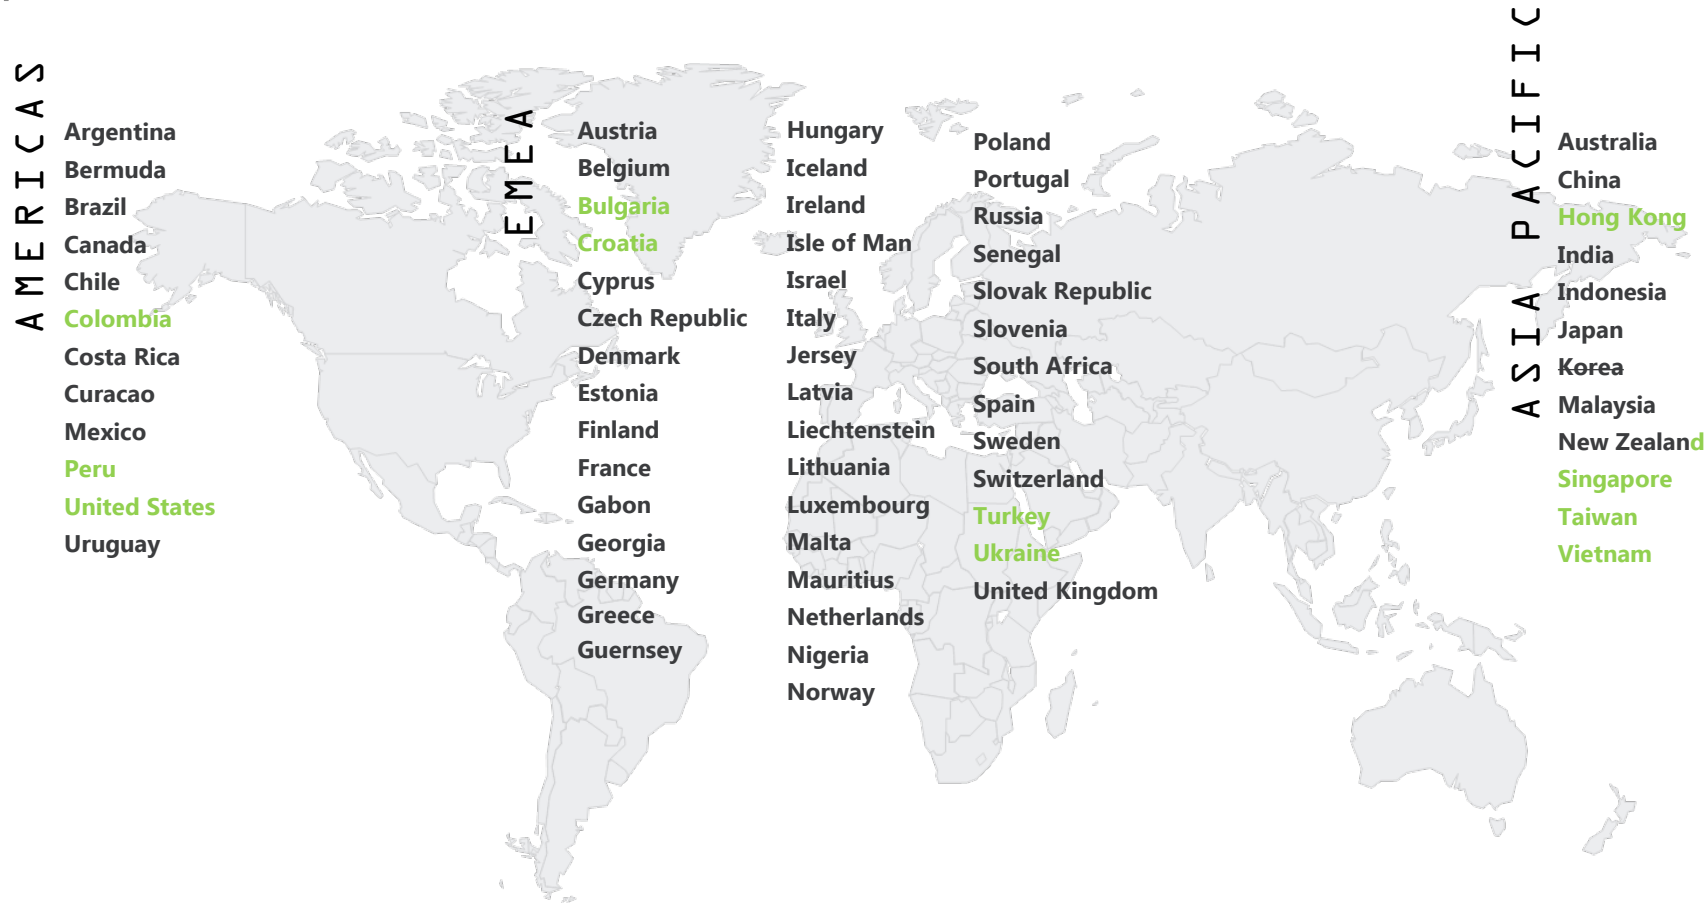 AMERICAS
Argentina
Bermuda
Brazil
Canada
Chile
Colombia
Costa Rica
Curacao
Mexico
Peru
United States
Uruguay
EMEA
Austria
Belgium
Bulgaria
Croatia
Cyprus
Czech Republic
Denmark
Estonia
Finland
France
Gabon
Georgia
Germany
Greece
Guernsey
Hungary
Iceland
Ireland
Isle of Man
Israel
Italy
Jersey
Latvia
Liechtenstein
Lithuania
Luxembourg
Malta
Mauritius
Netherlands
Nigeria
Norway
Poland
Portugal
Russia
Senegal
Slovak Republic
Slovenia
South Africa
Spain
Sweden
Switzerland
Turkey
Ukraine
United Kingdom
ASIA PACIFIC
Australia
China
Hong Kong
India
Indonesia
Japan
Korea
Malaysia
New Zealand
Singapore
Taiwan
Vietnam